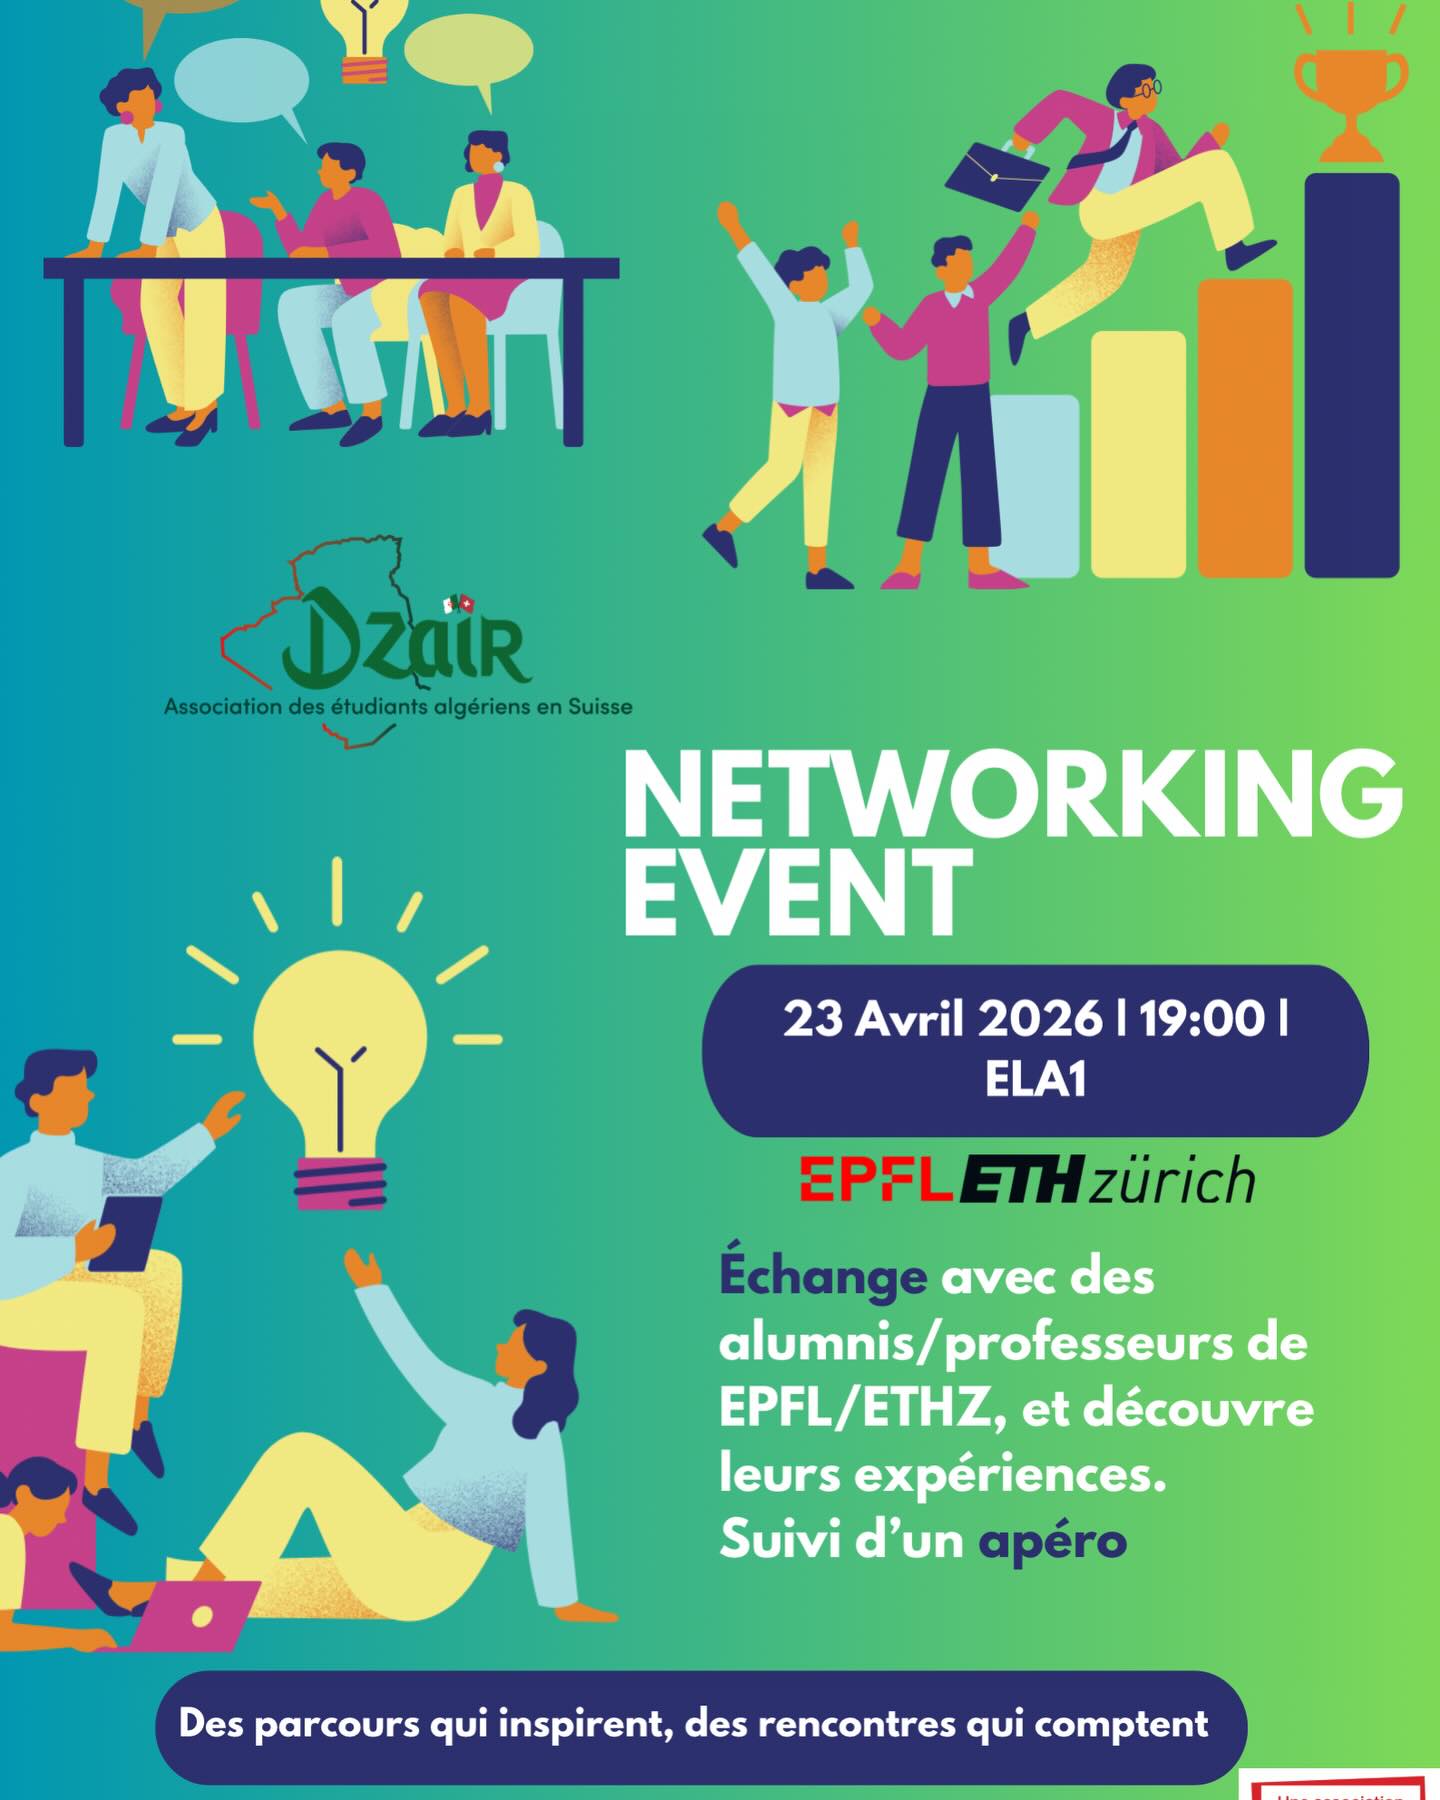 Dzair
Association des étudiants algériens en Suisse
NETWORKING
EVENT
23 Avril 2026 | 19:00 |
ELA1
EPFL ETH zürich
Échange avec des
alumnis/professeurs de
EPFL/ETHZ, et découvre
leurs expériences.
Suivi d’un apéro
Des parcours qui inspirent, des rencontres qui comptent
Une association